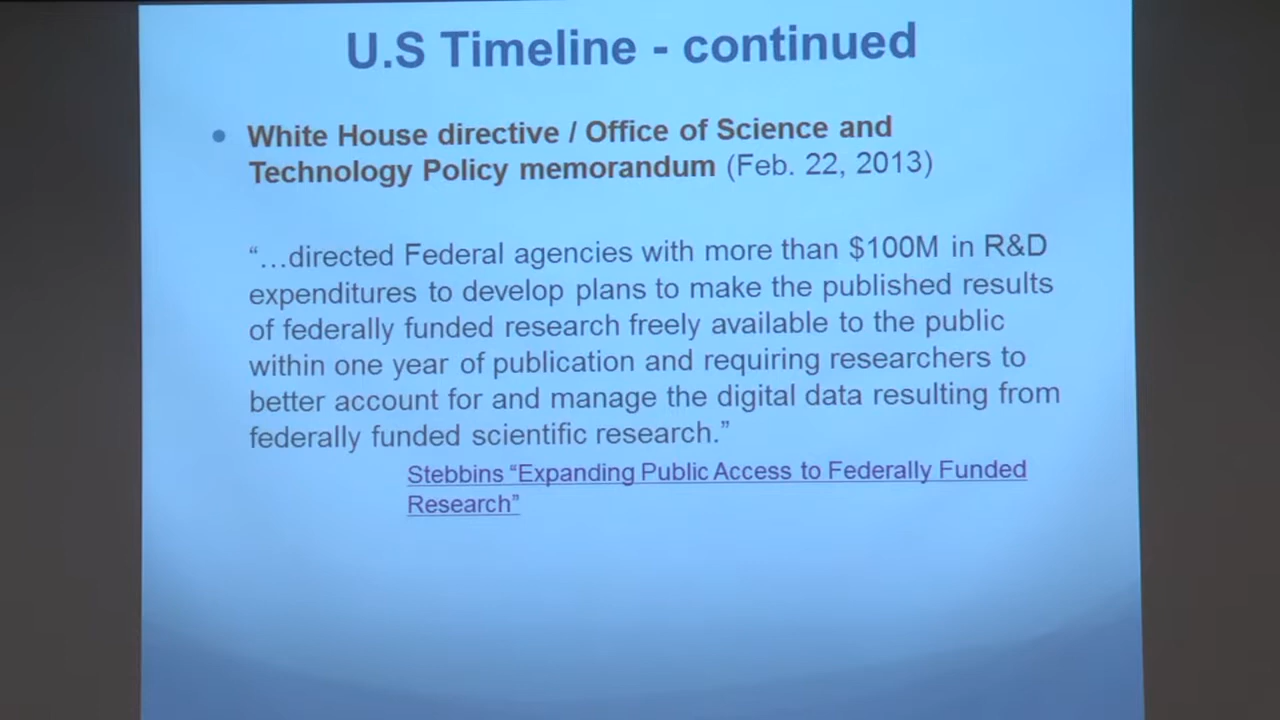 U.S Timeline - continued
• White House directive / Office of Science and
Technology Policy memorandum (Feb. 22, 2013)
“…directed Federal agencies with more than $100M in R&D
expenditures to develop plans to make the published results
of federally funded research freely available to the public
within one year of publication and requiring researchers to
better account for and manage the digital data resulting from
federally funded scientific research.”
Stebbins “Expanding Public Access to Federally Funded
Research”